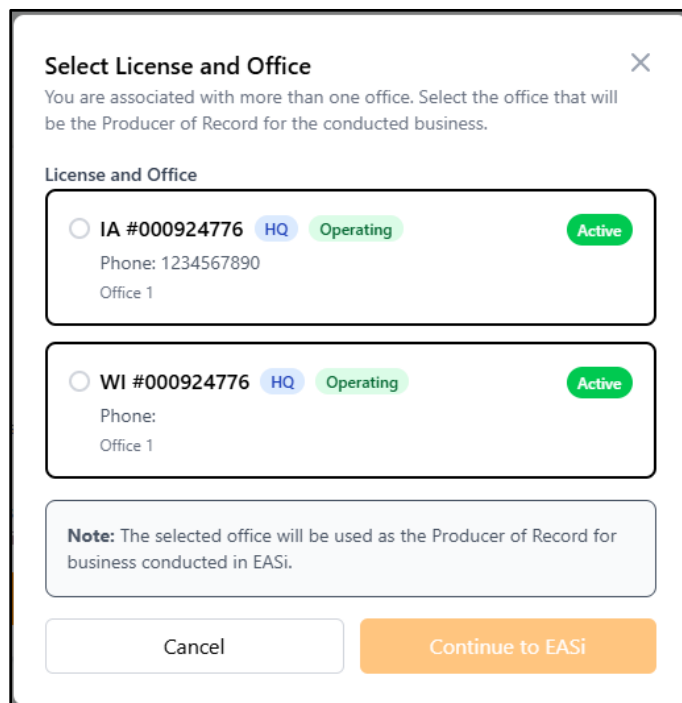 Select License and Office
You are associated with more than one office. Select the office that will
be the Producer of Record for the conducted business.
License and Office
IA #000924776 HQ Operating Active
Phone: 1234567890
Office 1
WI #000924776 HQ Operating Active
Phone:
Office 1
Note: The selected office will be used as the Producer of Record for
business conducted in EASi.
Cancel Continue to EASi